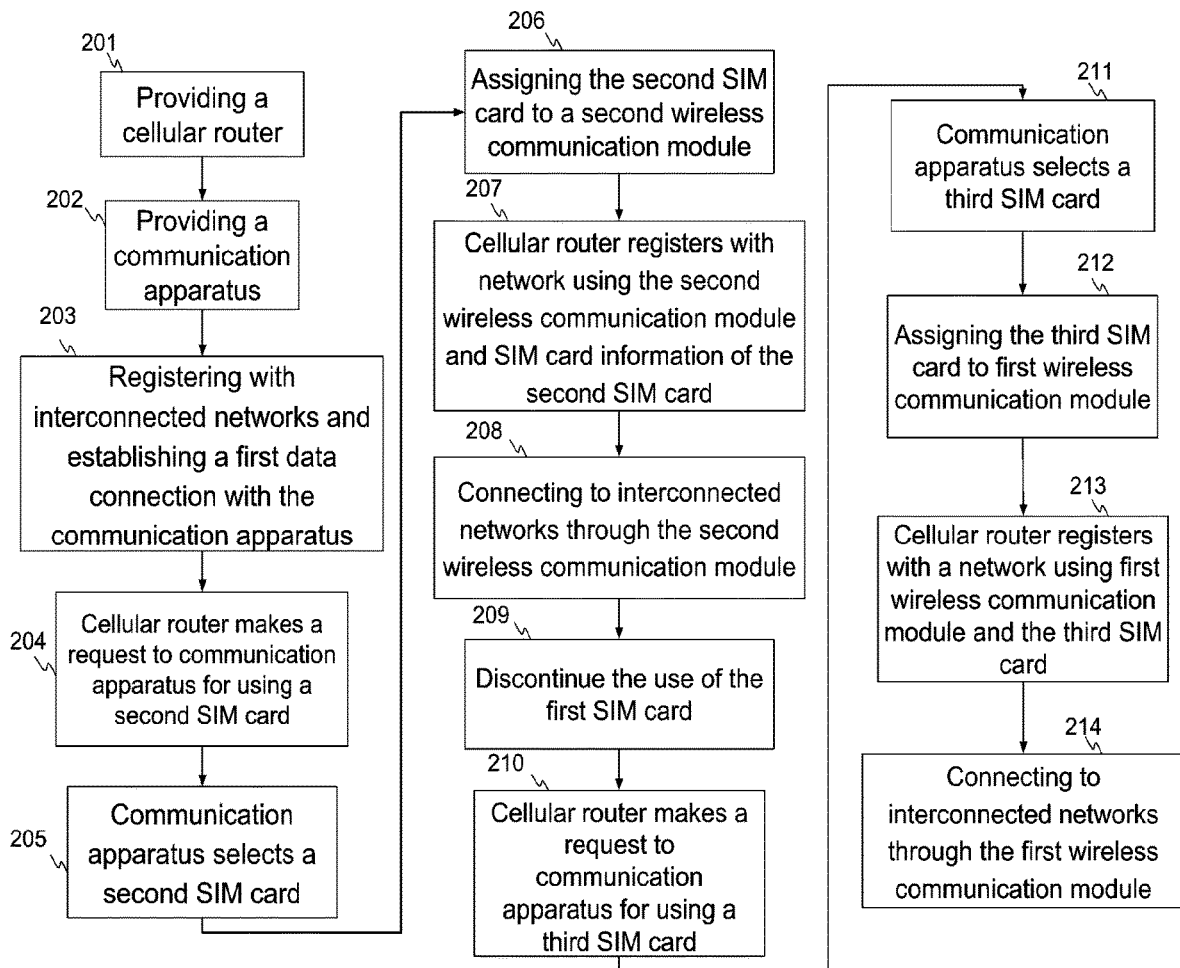 201
Providing a
cellular router
202
Providing a
communication
apparatus
203
Registering with
interconnected networks and
establishing a first data
connection with the
communication apparatus
204
Cellular router makes a
request to communication
apparatus for using a
second SIM card
205
Communication
apparatus selects a
second SIM card
206
Assigning the second SIM
card to a second wireless
communication module
207
Cellular router registers with
network using the second
wireless communication module
and SIM card information of the
second SIM card
208
Connecting to interconnected
networks through the second
wireless communication module
209
Discontinue the use of the
first SIM card
210
Cellular router makes a
request to
communication
apparatus for using a
third SIM card
211
Communication
apparatus selects a
third SIM card
212
Assigning the third SIM
card to first wireless
communication module
213
Cellular router registers
with a network using first
wireless communication
module and the third SIM
card
214
Connecting to
interconnected networks
through the first wireless
communication module